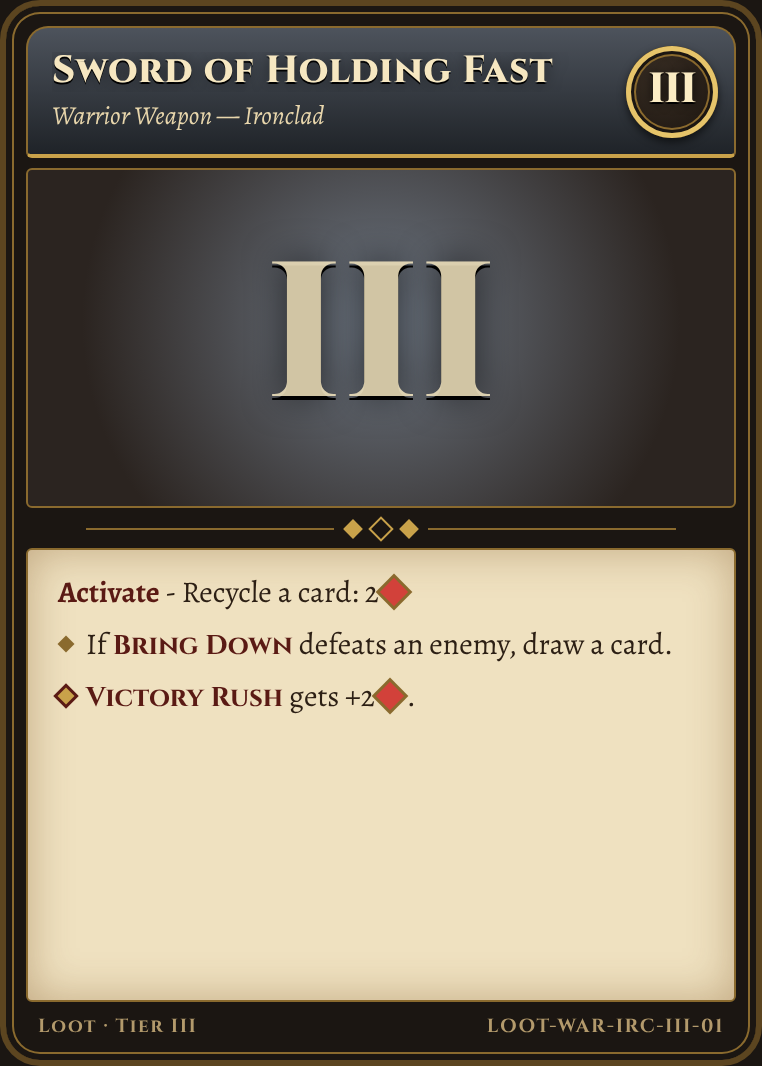 Sword of Holding Fast
Warrior Weapon — Ironclad
III
III
Activate - Recycle a card: 2
If Bring Down defeats an enemy, draw a card.
Victory Rush gets +2.
Loot · Tier III
LOOT-WAR-IRC-III-01